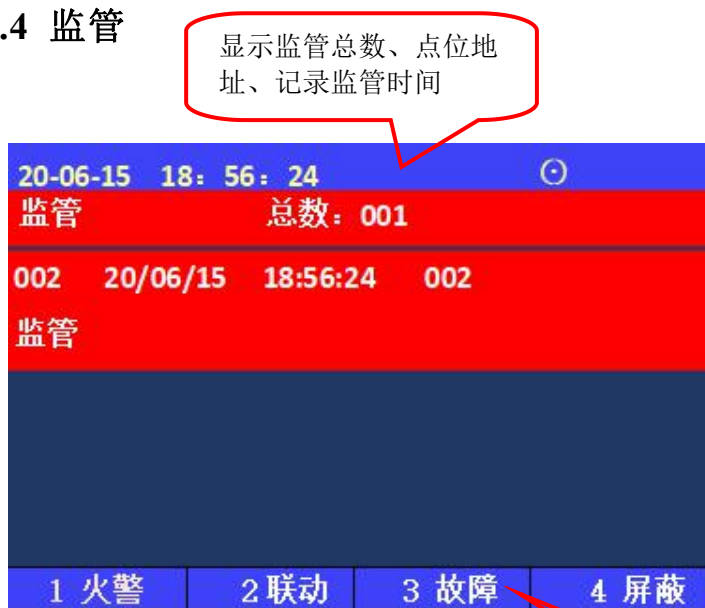 .4 监管
显示监管总数、点位地
址、记录监管时间
20-06-15 18：56：24
监管 总数：001
002 20/06/15 18:56:24 002
监管
1 火警 2 联动 3 故障 4 屏蔽